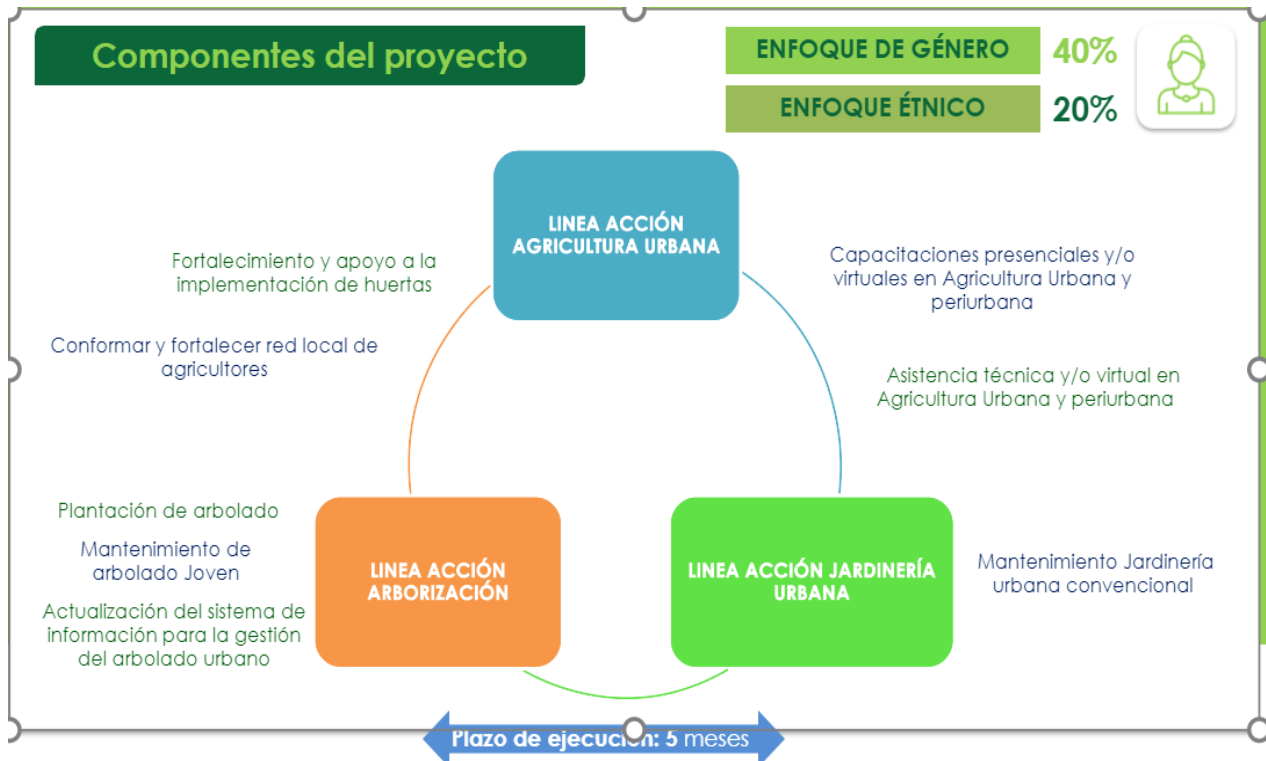 Componentes del proyecto
ENFOQUE DE GÉNERO 40%
ENFOQUE ÉTNICO 20%
LINEA ACCIÓN
AGRICULTURA URBANA
Fortalecimiento y apoyo a la
implementación de huertas
Conformar y fortalecer red local de
agricultores
Capacitaciones presenciales y/o
virtuales en Agricultura Urbana y
periurbana
Asistencia técnica y/o virtual en
Agricultura Urbana y periurbana
Plantación de arbolado
Mantenimiento de
arbolado Joven
Actualización del sistema de
información para la gestión
del arbolado urbano
LINEA ACCIÓN
ARBORIZACIÓN
LINEA ACCIÓN JARDINERÍA
URBANA
Mantenimiento Jardinería
urbana convencional
Plazo de ejecución: 5 meses